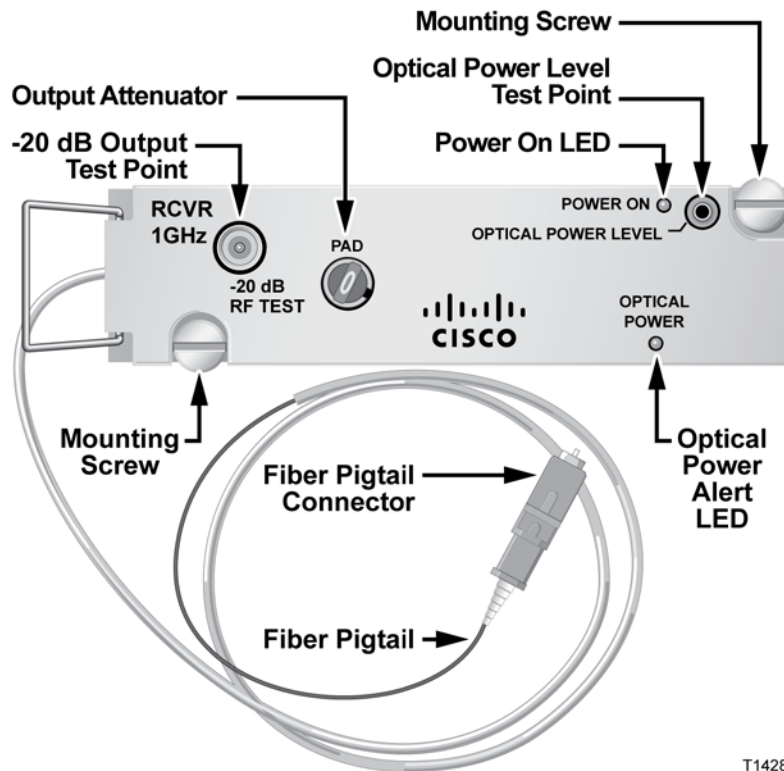 Mounting Screw
Optical Power Level
Test Point
Output Attenuator
-20 dB Output
Test Point
Power On LED
RCVR
1GHz
POWER ON
OPTICAL POWER LEVEL
PAD
0
-20 dB
RF TEST
OPTICAL
POWER
CISCO
Mounting
Screw
Fiber Pigtail
Connector
Optical
Power
Alert
LED
Fiber Pigtail